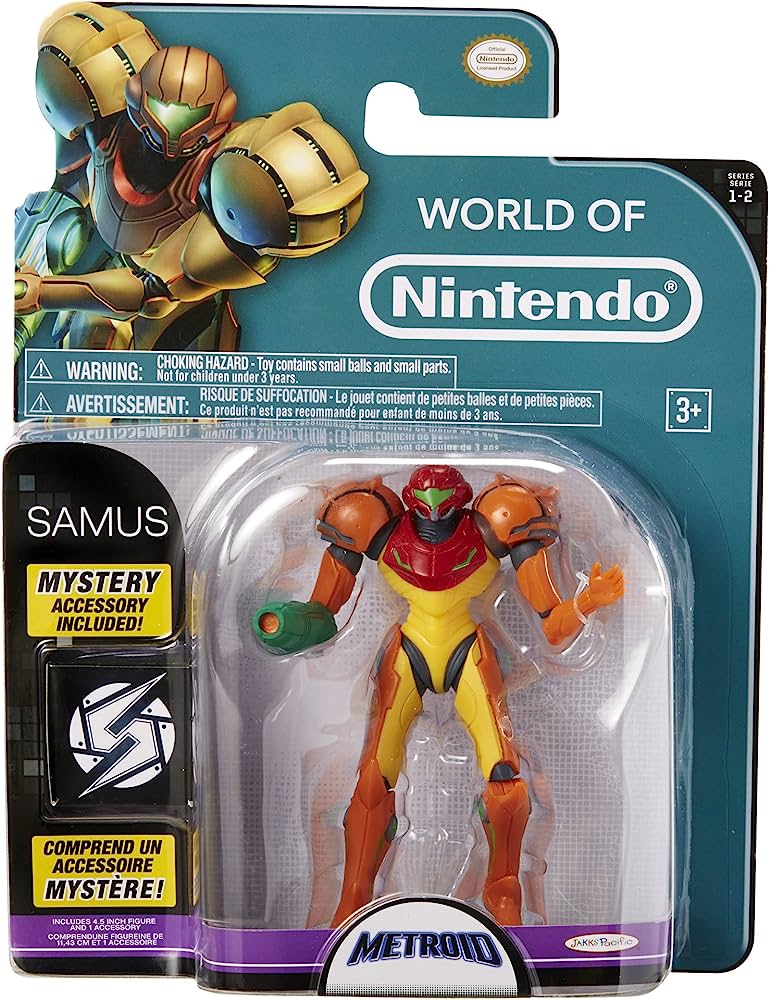 Official
Nintendo
Licensed Product
SERIES
SÉRIE
1-2
WORLD OF
Nintendo®
WARNING: CHOKING HAZARD - Toy contains small balls and small parts.
Not for children under 3 years.
AVERTISSEMENT: RISQUE DE SUFFOCATION - Le jouet contient de petites balles et de petites pièces.
Ce produit n'est pas recommandé pour enfant de moins de 3 ans.
3+
SAMUS
MYSTERY
ACCESSORY
INCLUDED!
COMPREND UN
ACCESSOIRE
MYSTÈRE!
INCLUDES 4.5 INCH FIGURE
AND 1 ACCESSORY
COMPRENDUNE FIGUREINE DE
11,43 CM ET 1 ACCESSOIRE
METROID
JAKKS Pacific